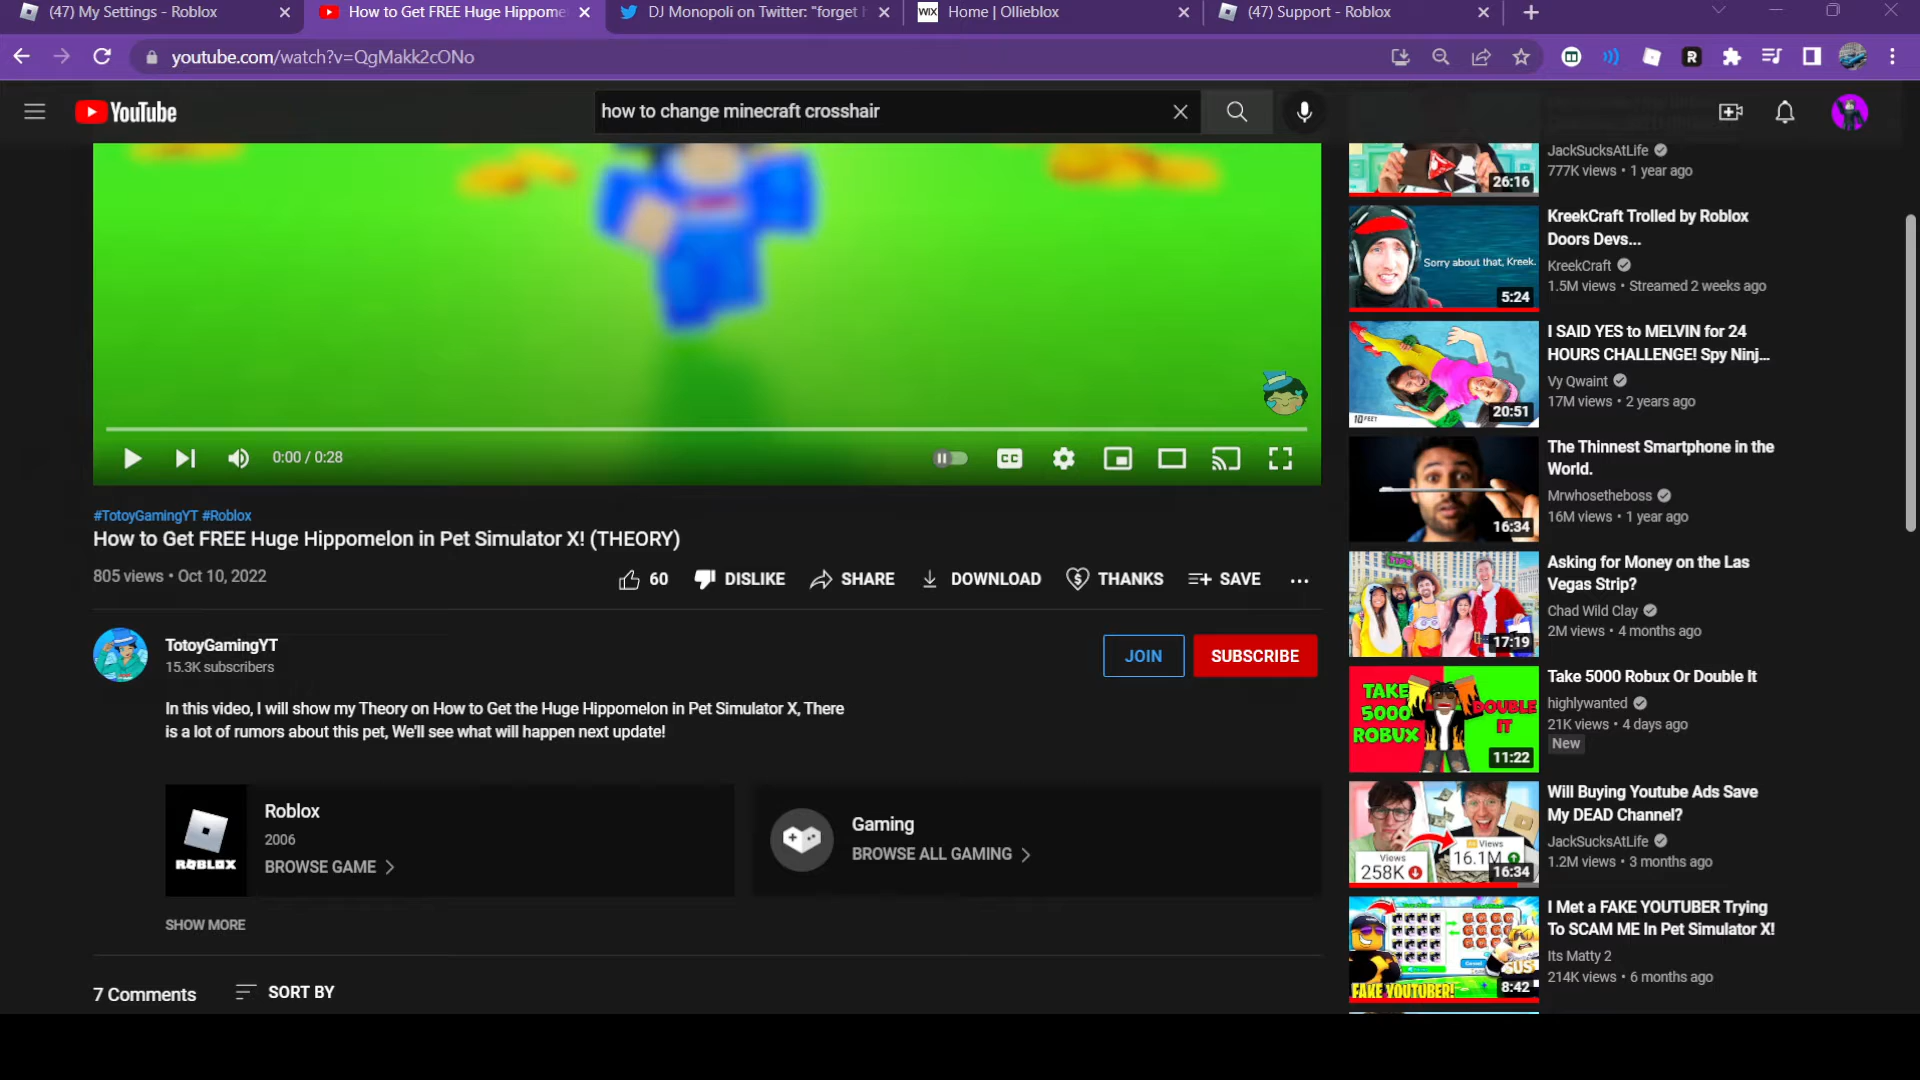 (47) My Settings - Roblox
How to Get FREE Huge Hippome
DJ Monopoli on Twitter: "forget
WIX
Home | Ollieblox
(47) Support - Roblox
youtube.com/watch?v=QgMakk2cONo
YouTube
how to change minecraft crosshair
0:00 / 0:28
CC
#TotoyGamingYT #Roblox
How to Get FREE Huge Hippomelon in Pet Simulator X! (THEORY)
805 views • Oct 10, 2022
60
DISLIKE
SHARE
DOWNLOAD
THANKS
SAVE
TotoyGamingYT
15.3K subscribers
JOIN
SUBSCRIBE
In this video, I will show my Theory on How to Get the Huge Hippomelon in Pet Simulator X, There
is a lot of rumors about this pet, We'll see what will happen next update!
ROBLOX
Roblox
2006
BROWSE GAME
Gaming
BROWSE ALL GAMING
SHOW MORE
7 Comments
SORT BY
26:16
JackSucksAtLife
777K views • 1 year ago
Sorry about that, Kreek.
5:24
KreekCraft Trolled by Roblox
Doors Devs...
KreekCraft
1.5M views • Streamed 2 weeks ago
10 FEET
20:51
I SAID YES to MELVIN for 24
HOURS CHALLENGE! Spy Ninj...
Vy Qwaint
17M views • 2 years ago
16:34
The Thinnest Smartphone in the
World.
Mrwhosetheboss
16M views • 1 year ago
17:19
Asking for Money on the Las
Vegas Strip?
Chad Wild Clay
2M views • 4 months ago
TAKE
5000
ROBUX
DOUBLE
IT
11:22
Take 5000 Robux Or Double It
highlywanted
21K views • 4 days ago
New
Views
258K
Views
16.1M
16:34
Will Buying Youtube Ads Save
My DEAD Channel?
JackSucksAtLife
1.2M views • 3 months ago
SUS
FAKE YOUTUBER!
8:42
I Met a FAKE YOUTUBER Trying
To SCAM ME In Pet Simulator X!
Its Matty 2
214K views • 6 months ago